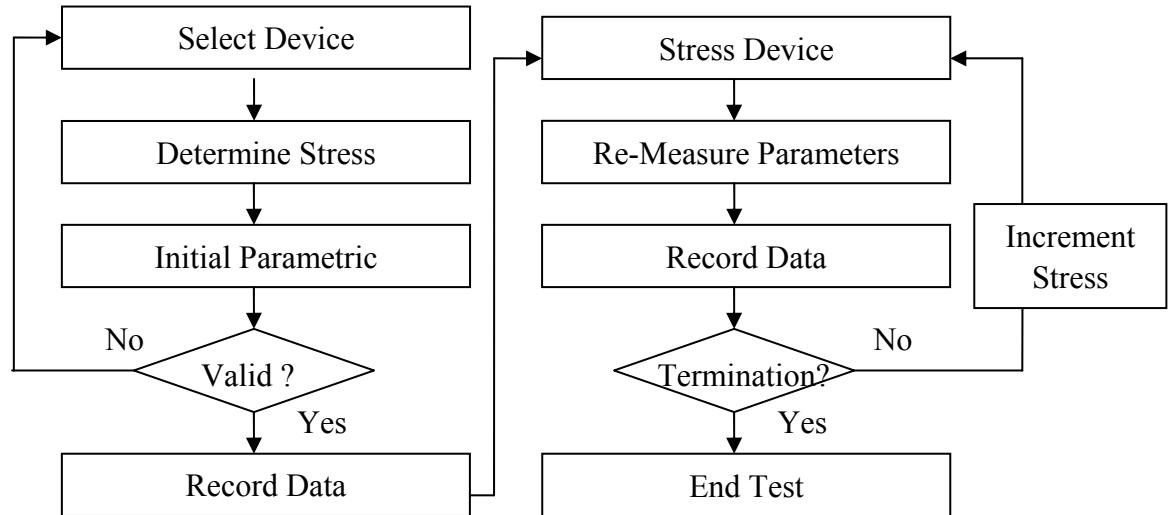 Select Device
Determine Stress
Initial Parametric
No
Valid ?
Yes
Record Data
Stress Device
Re-Measure Parameters
Record Data
Increment
Stress
No
Termination?
Yes
End Test